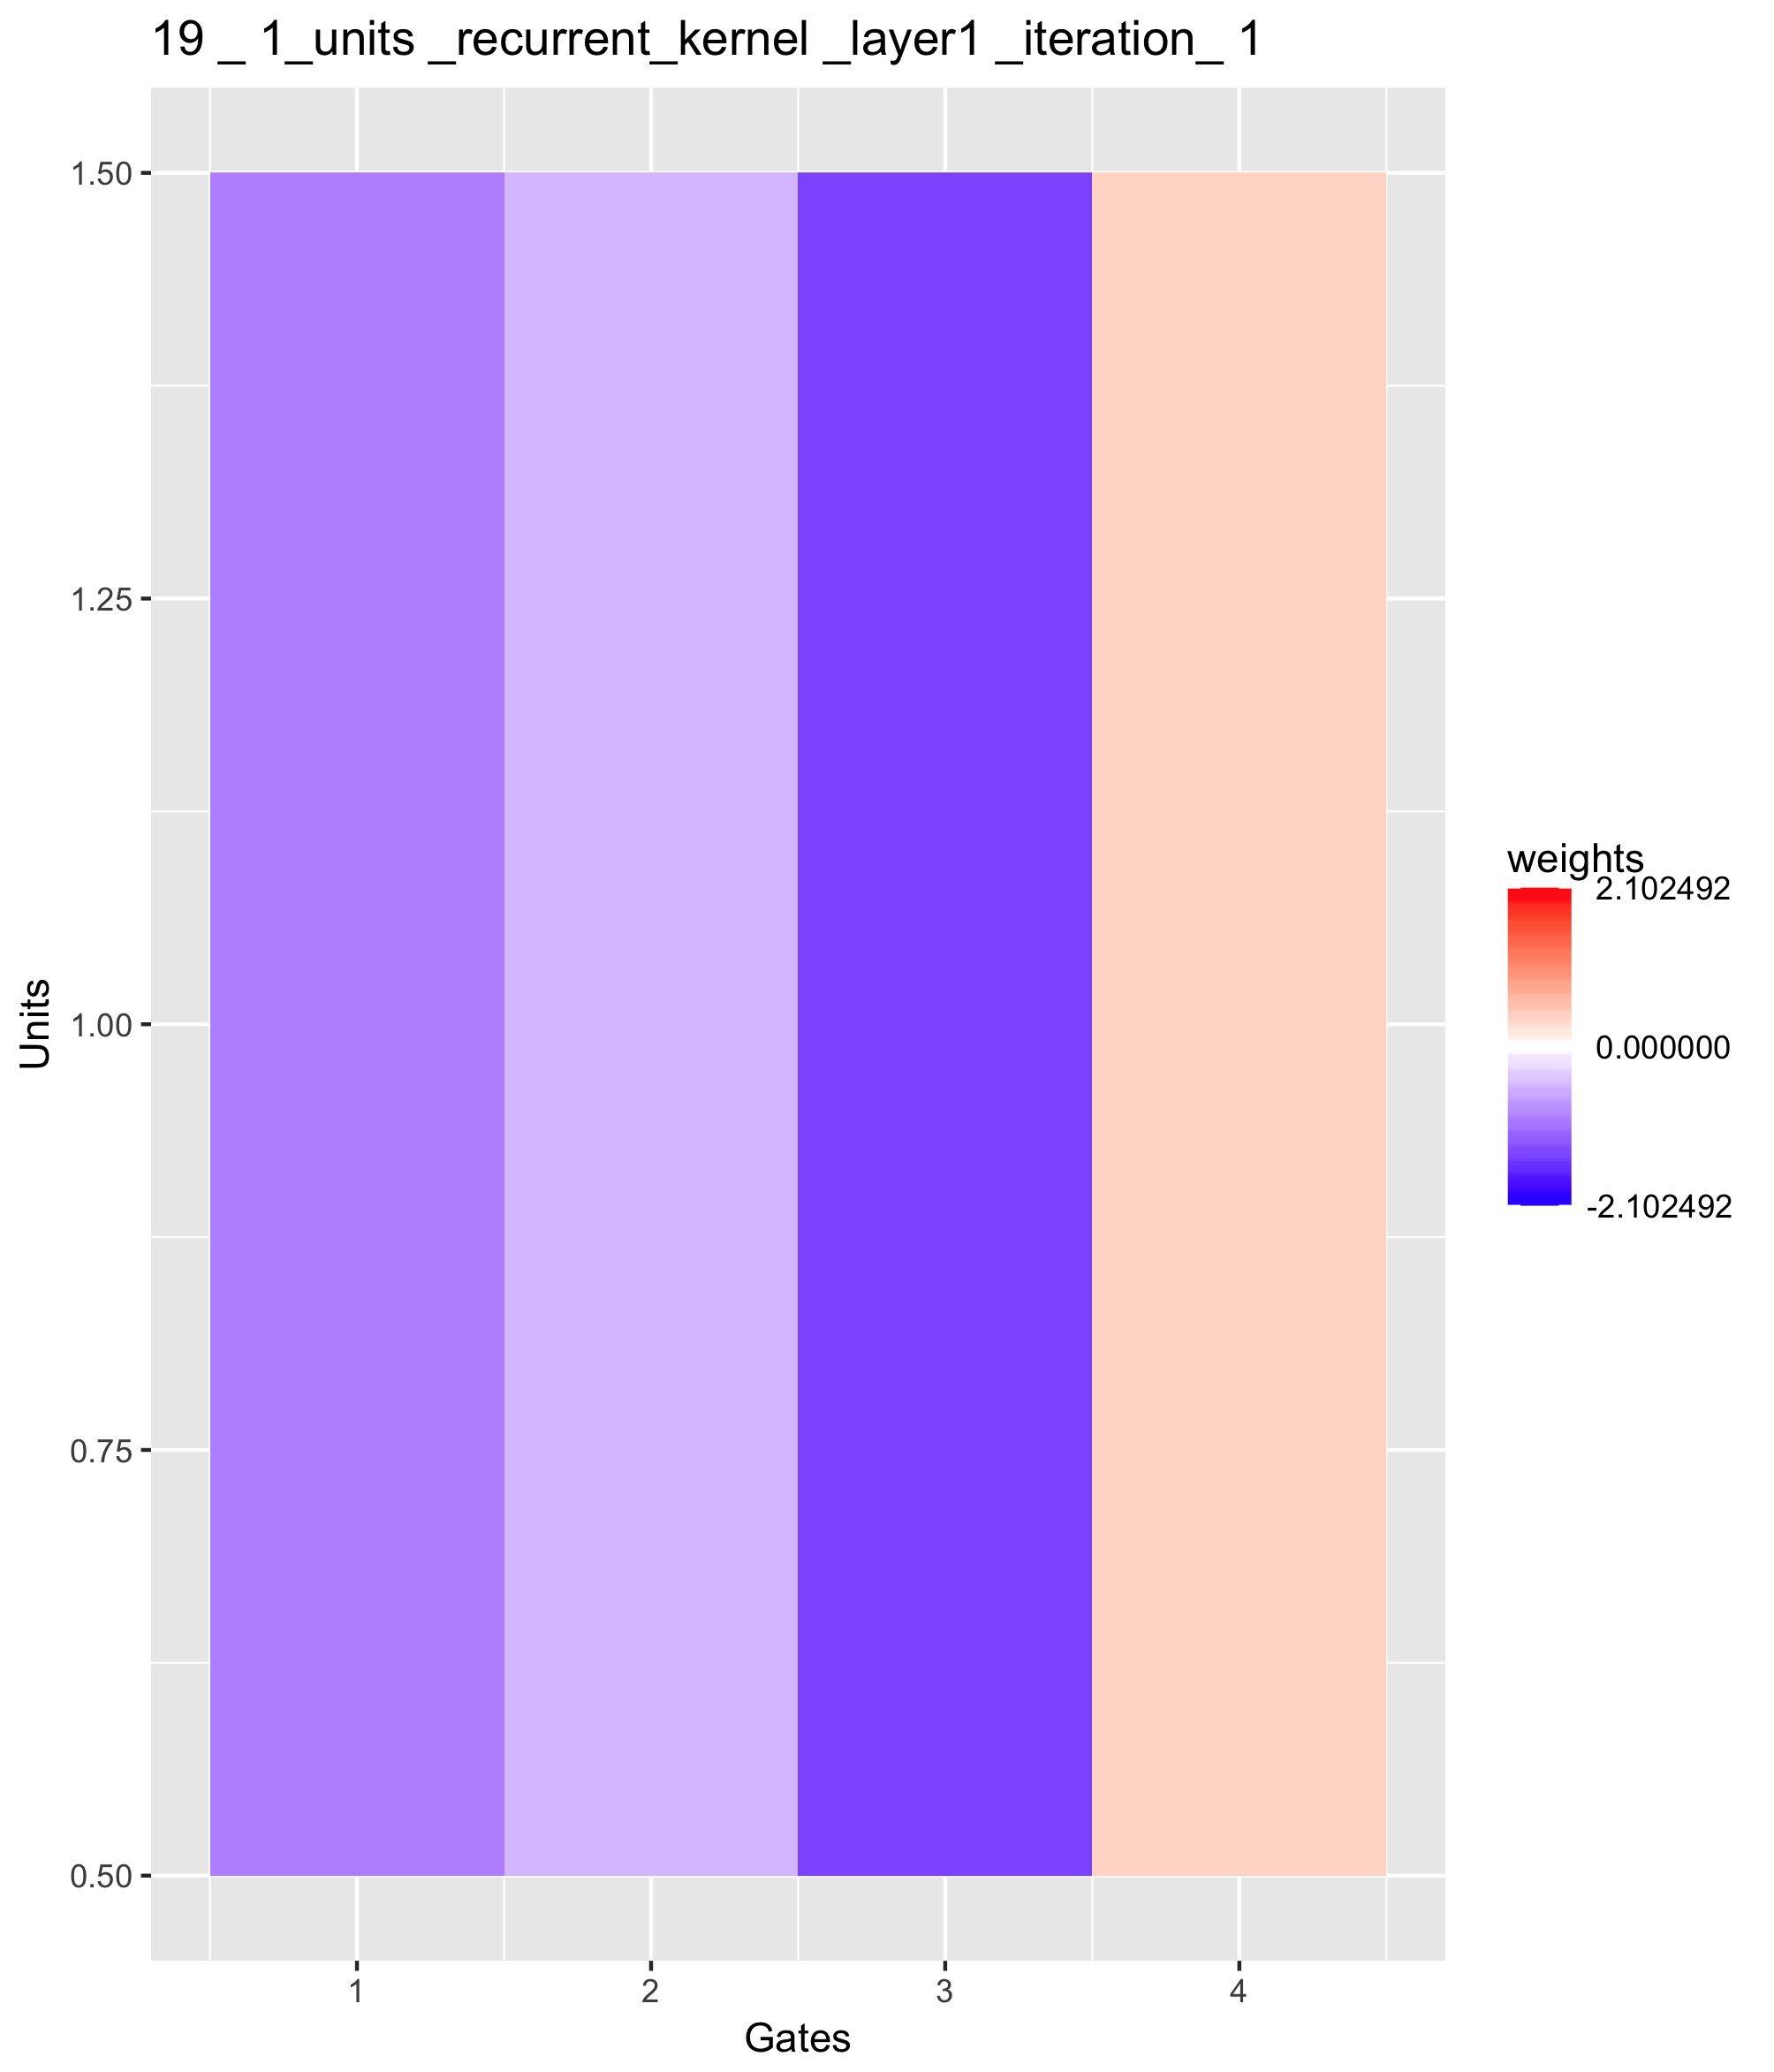 19 _ 1_units _recurrent_kernel _layer1 _iteration_ 1
1.50
1.25
1.00
0.75
0.50
Units
1 2 3 4
Gates
weights
2.102492
0.000000
-2.102492